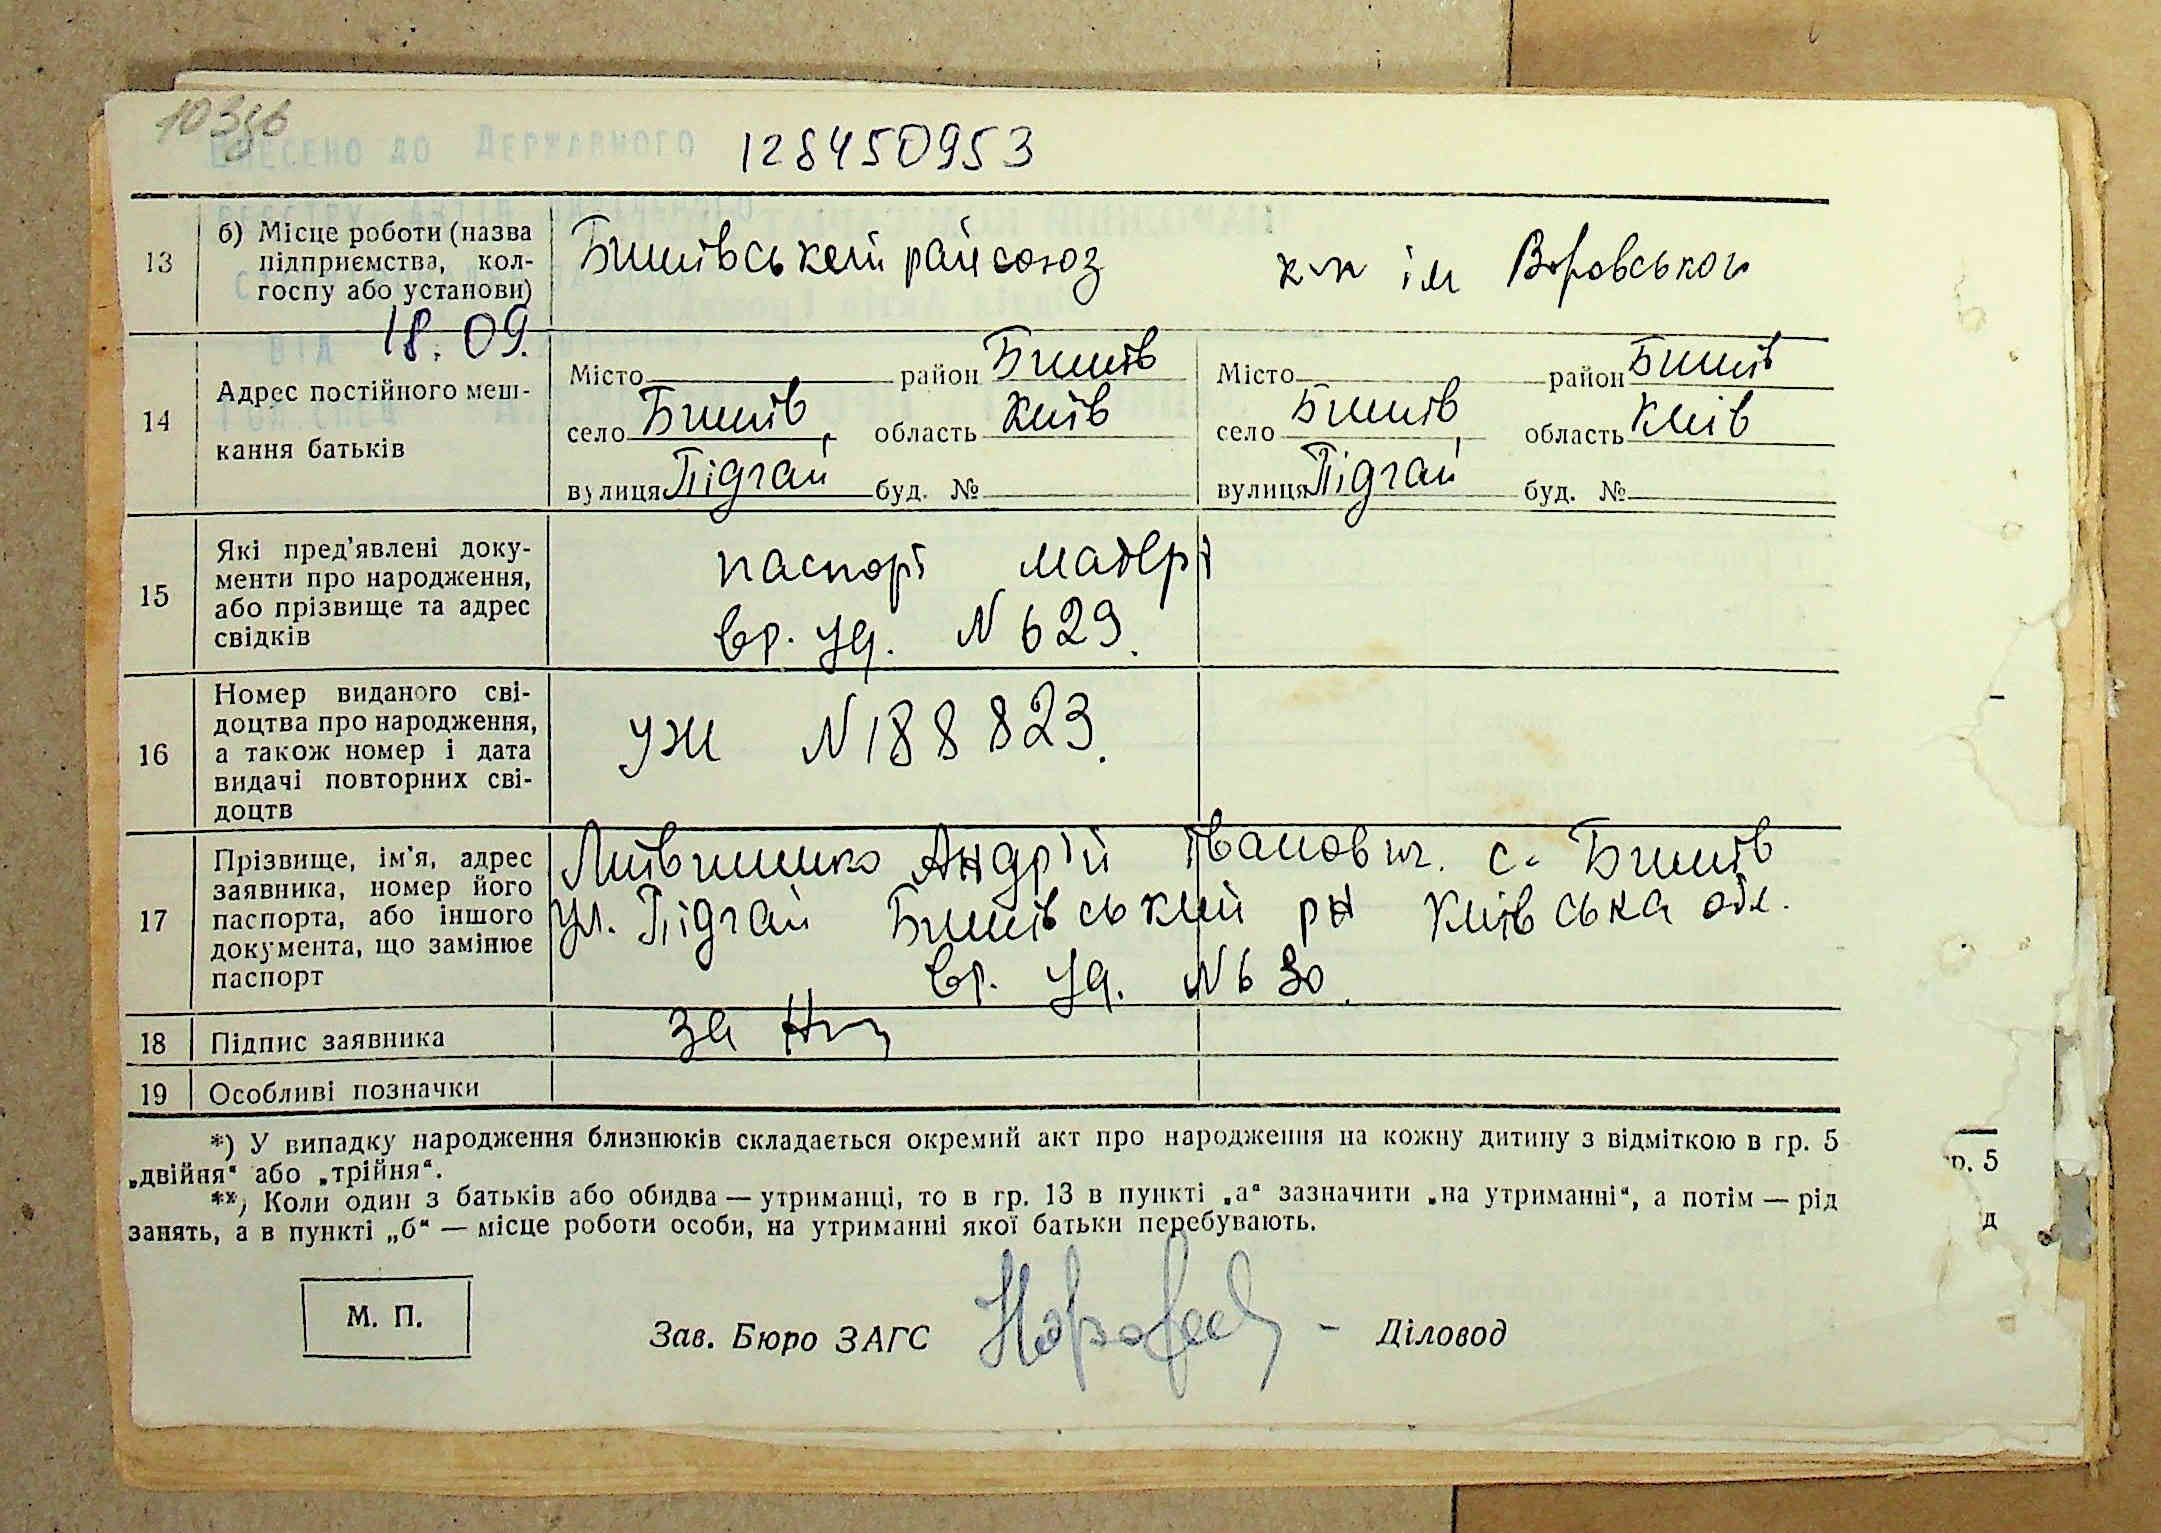 ВНЕСЕНО ДО ДЕРЖАВНОГО 128450953
13 б) Місце роботи (назва підприємства, колгоспу або установи) Бишівський райсоюз к-п ім Воровського
18.09.
ВІД
14 Адрес постійного мешкання батьків
Місто район Бишів Місто район Бишів
село Бишів, область Київ село Бишів, область Київ
вулиця Підгай буд. № вулиця Підгай буд. №
15 Які пред'явлені документи про народження, або прізвище та адрес свідків
паспорт матері
вр. уд. N 629.
16 Номер виданого свідоцтва про народження, а також номер і дата видачі повторних свідоцтв
УЖ N 188823.
17 Прізвище, ім'я, адрес заявника, номер його паспорта, або іншого документа, що замінює паспорт
Андрій Іванович. с. Бишів
ул. Підгай Бишівський рн Київська обл.
вр. уд. N 630.
18 Підпис заявника за
19 Особливі позначки
*) У випадку народження близнюків складається окремий акт про народження на кожну дитину з відміткою в гр. 5
„двійня“ або „трійня“.
**) Коли один з батьків або обидва — утриманці, то в гр. 13 в пункті „а“ зазначити „на утриманні“, а потім — рід
занять, а в пункті „б“ — місце роботи особи, на утриманні якої батьки перебувають.
р. 5
д
М. П.
Зав. Бюро ЗАГС - Діловод